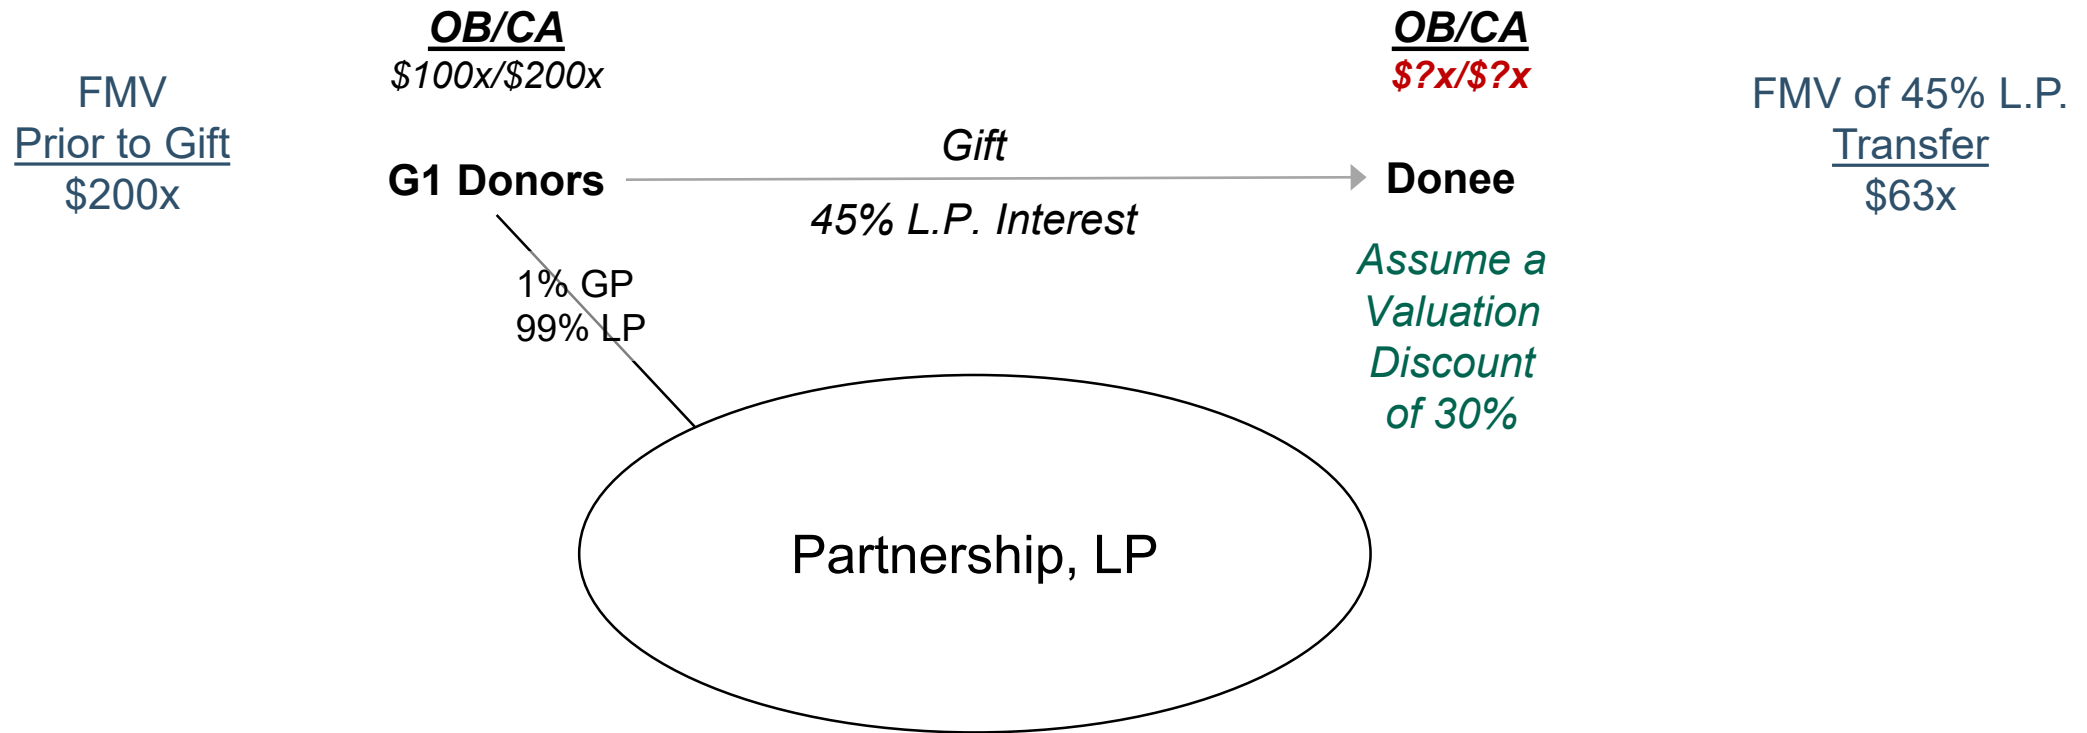 OB/CA
$100x/$200x
OB/CA
$?x/$?x
FMV
Prior to Gift
$200x
FMV of 45% L.P.
Transfer
$63x
G1 Donors
Gift
45% L.P. Interest
Donee
1% GP
99% LP
Assume a
Valuation
Discount
of 30%
Partnership, LP